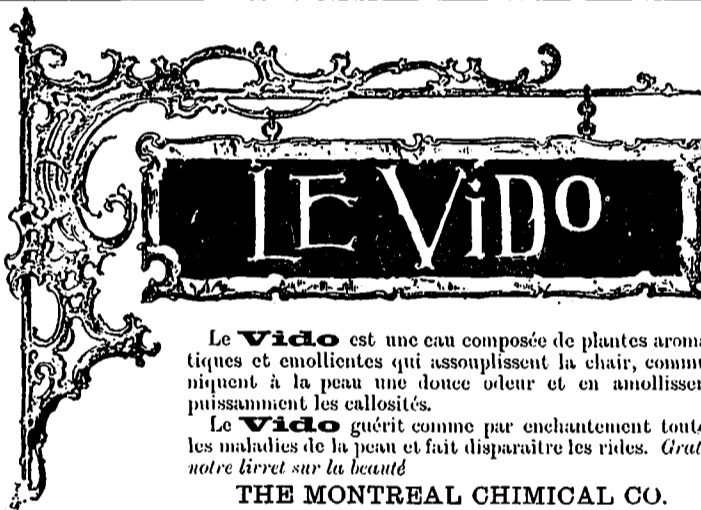 LE ViDO
Le Vido est une eau composée de plantes aroma
tiques et emollientes qui assouplissent la chair, commu
niquent à la peau une douce odeur et en amollissen
puissamment les callosités.
Le Vido guérit comme par enchantement toute
les maladies de la peau et fait disparaître les rides. Grat
notre livret sur la beauté
THE MONTREAL CHIMICAL CO.